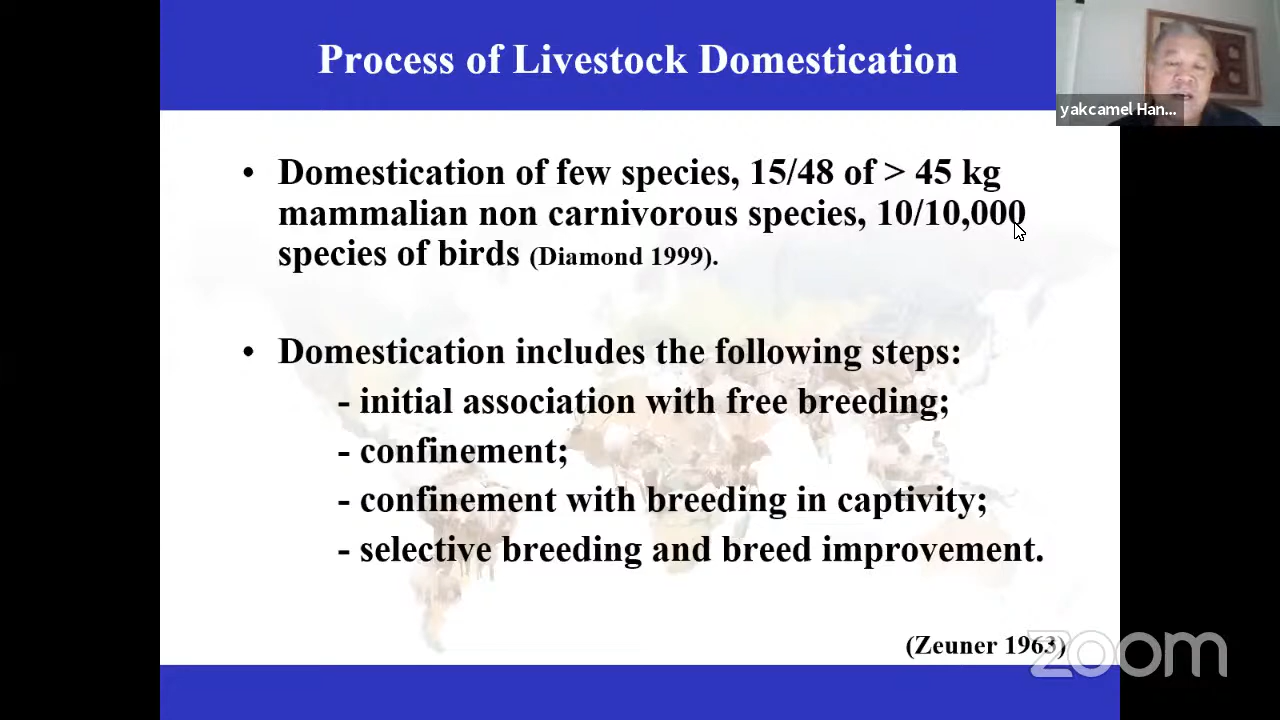 Process of Livestock Domestication
yakcamel Han...
• Domestication of few species, 15/48 of > 45 kg
mammalian non carnivorous species, 10/10,000
species of birds (Diamond 1999).
• Domestication includes the following steps:
- initial association with free breeding;
- confinement;
- confinement with breeding in captivity;
- selective breeding and breed improvement.
(Zeuner 1963)
zoom